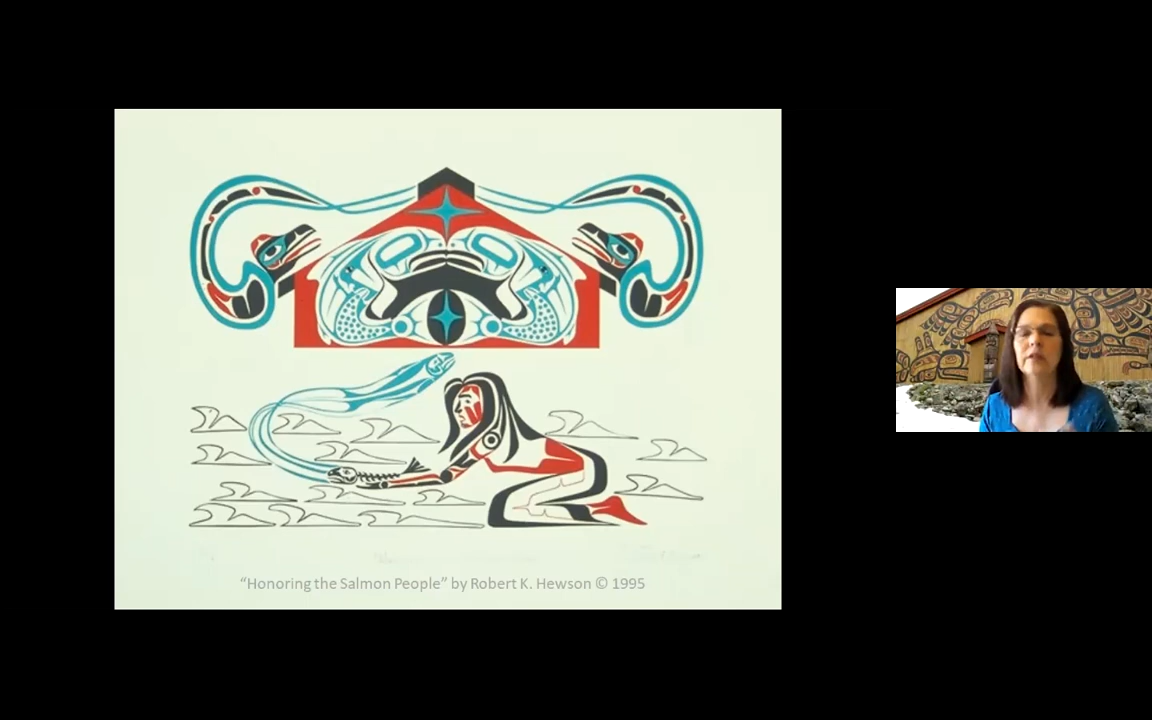 “Honoring the Salmon People” by Robert K. Hewson © 1995